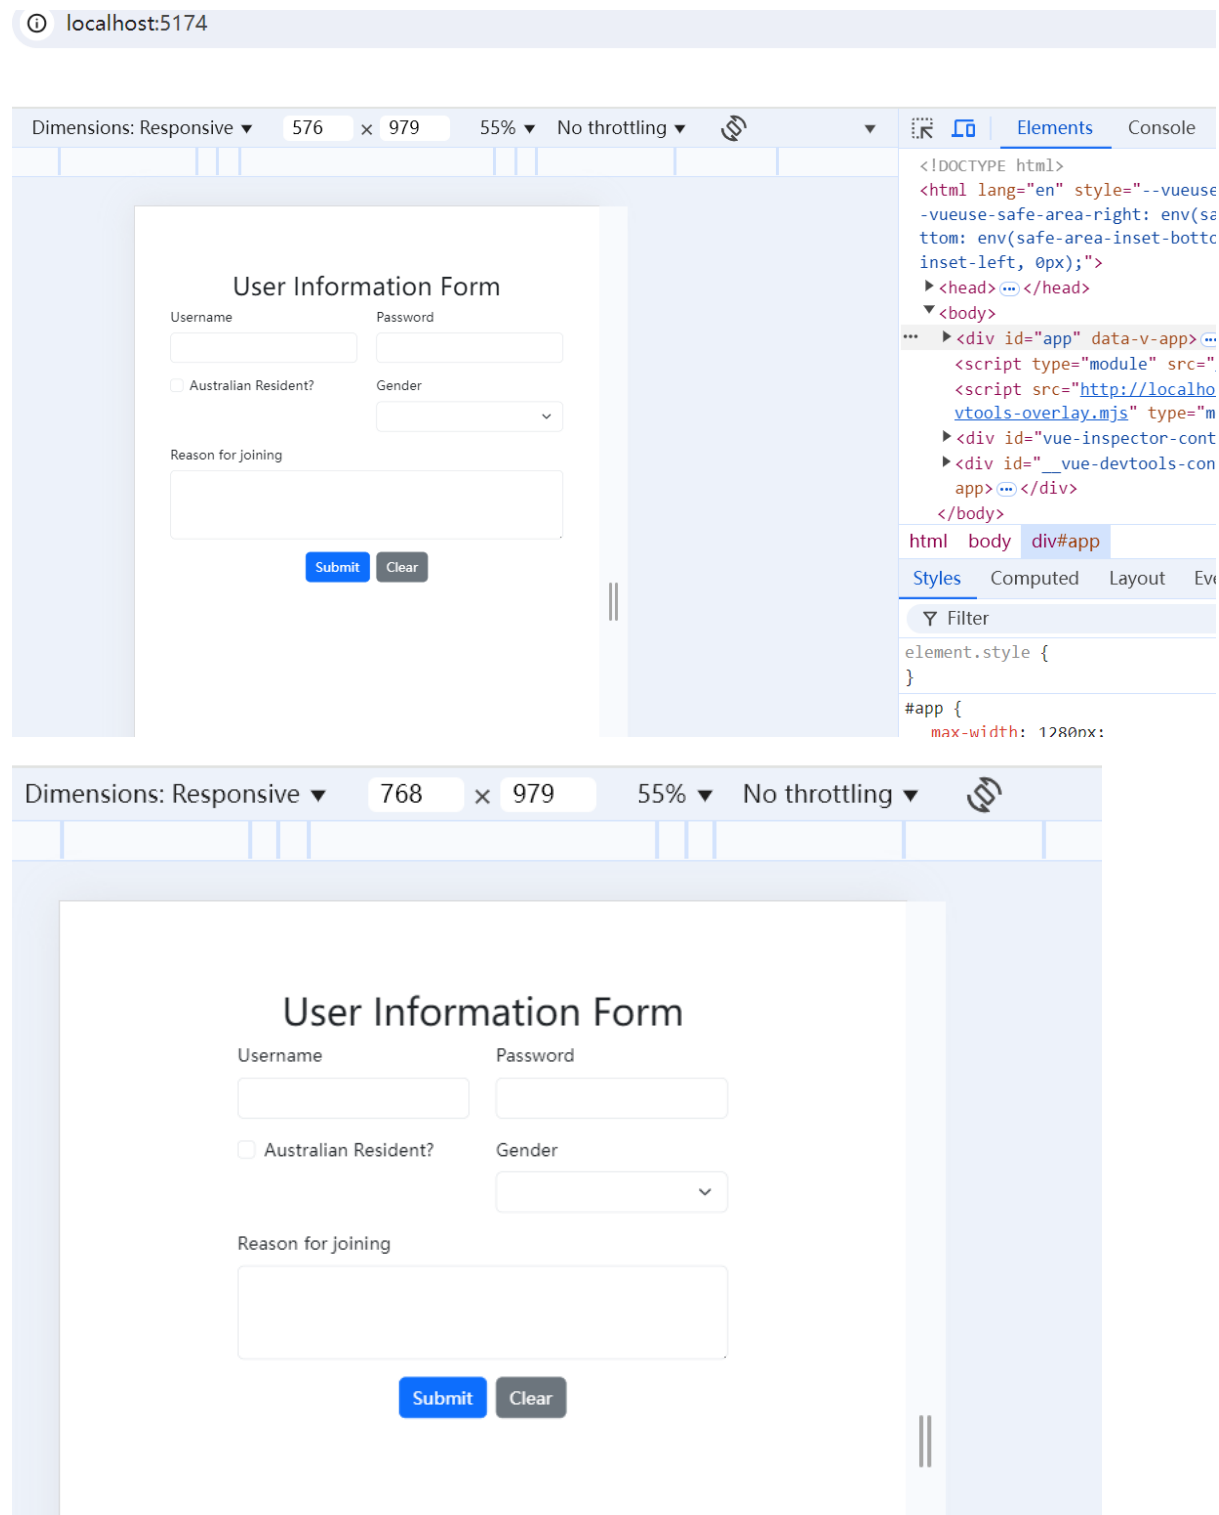 localhost:5174
Dimensions: Responsive ▼ 576 × 979 55% ▼ No throttling ▼ ▼ Elements Console
<!DOCTYPE html>
<html lang="en" style="--vueuse
-vueuse-safe-area-right: env(sa
ttom: env(safe-area-inset-botto
inset-left, 0px);">
<head> ••• </head>
<body>
••• <div id="app" data-v-app> •••
<script type="module" src="
<script src="http://localho
vtools-overlay.mjs" type="m
<div id="vue-inspector-cont
<div id="__vue-devtools-con
app> ••• </div>
</body>
html body div#app
Styles Computed Layout Eve
Filter
element.style {
}
#app {
max-width: 1280px;
User Information Form
Username Password
Australian Resident? Gender
Reason for joining
Submit Clear
Dimensions: Responsive ▼ 768 × 979 55% ▼ No throttling ▼
User Information Form
Username Password
Australian Resident? Gender
Reason for joining
Submit Clear